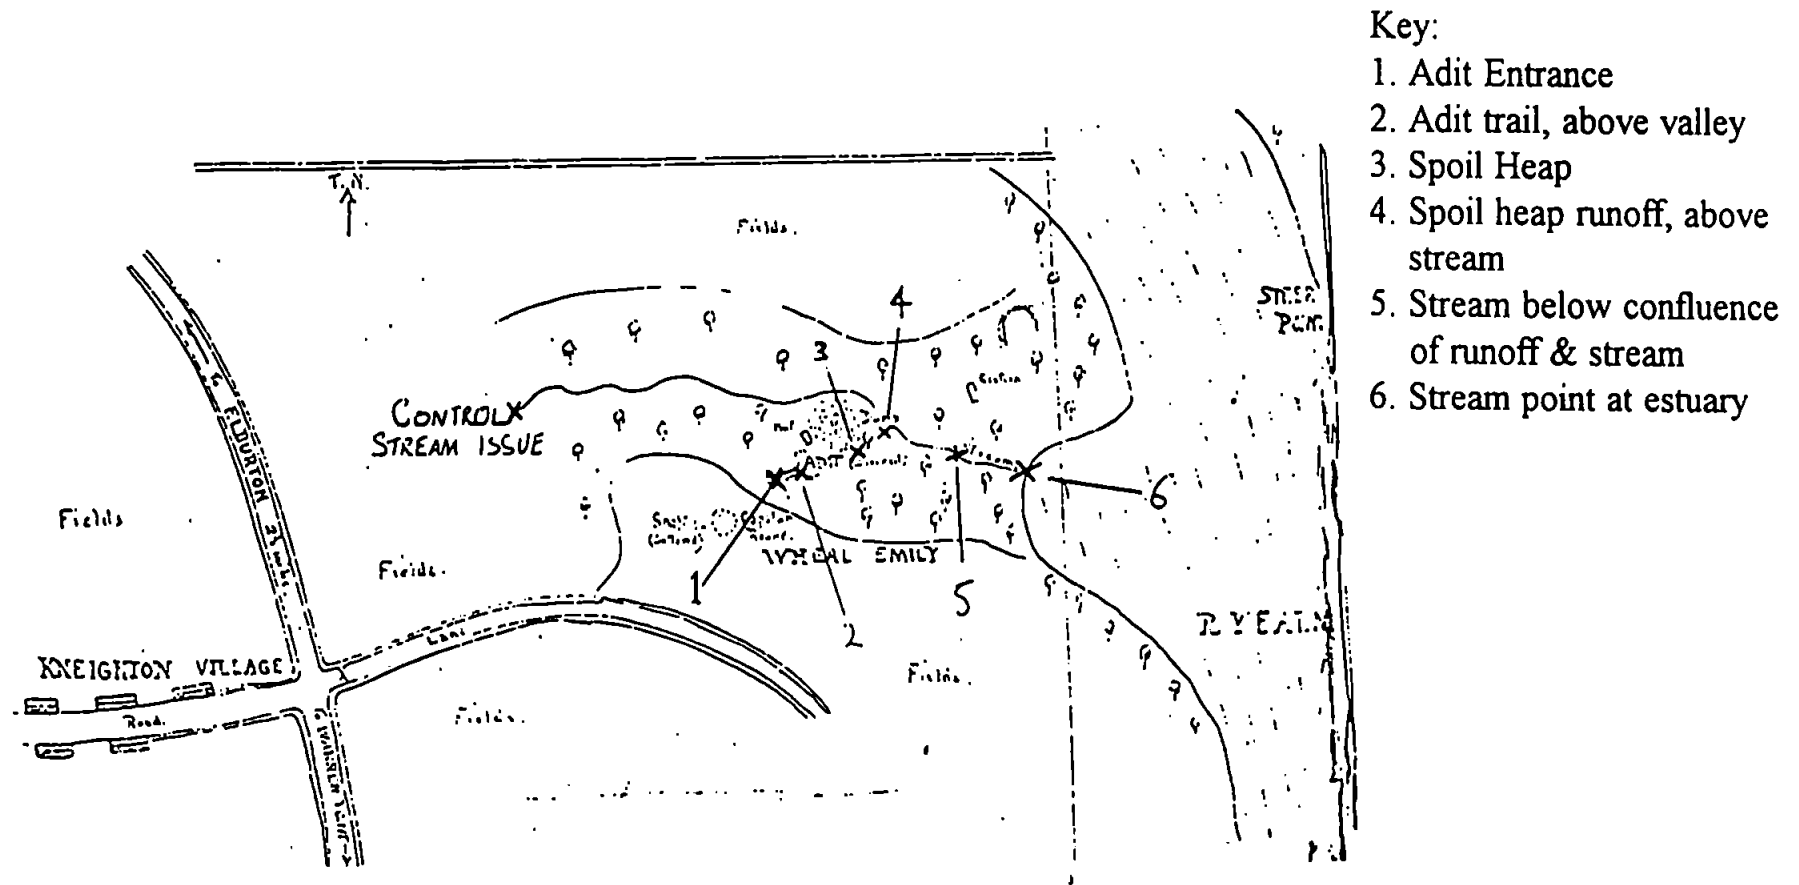 Key:
1. Adit Entrance
2. Adit trail, above valley
3. Spoil Heap
4. Spoil heap runoff, above
stream
5. Stream below confluence
of runoff & stream
6. Stream point at estuary
T.N.
Fields.
4
3
CONTROL
STREAM ISSUE
ADIT
Fields
Fields.
WHEAL EMILY
6
1
5
2
R YEALM
Lane
KNEIGHTON VILLAGE
Road.
Fields.
Fields.